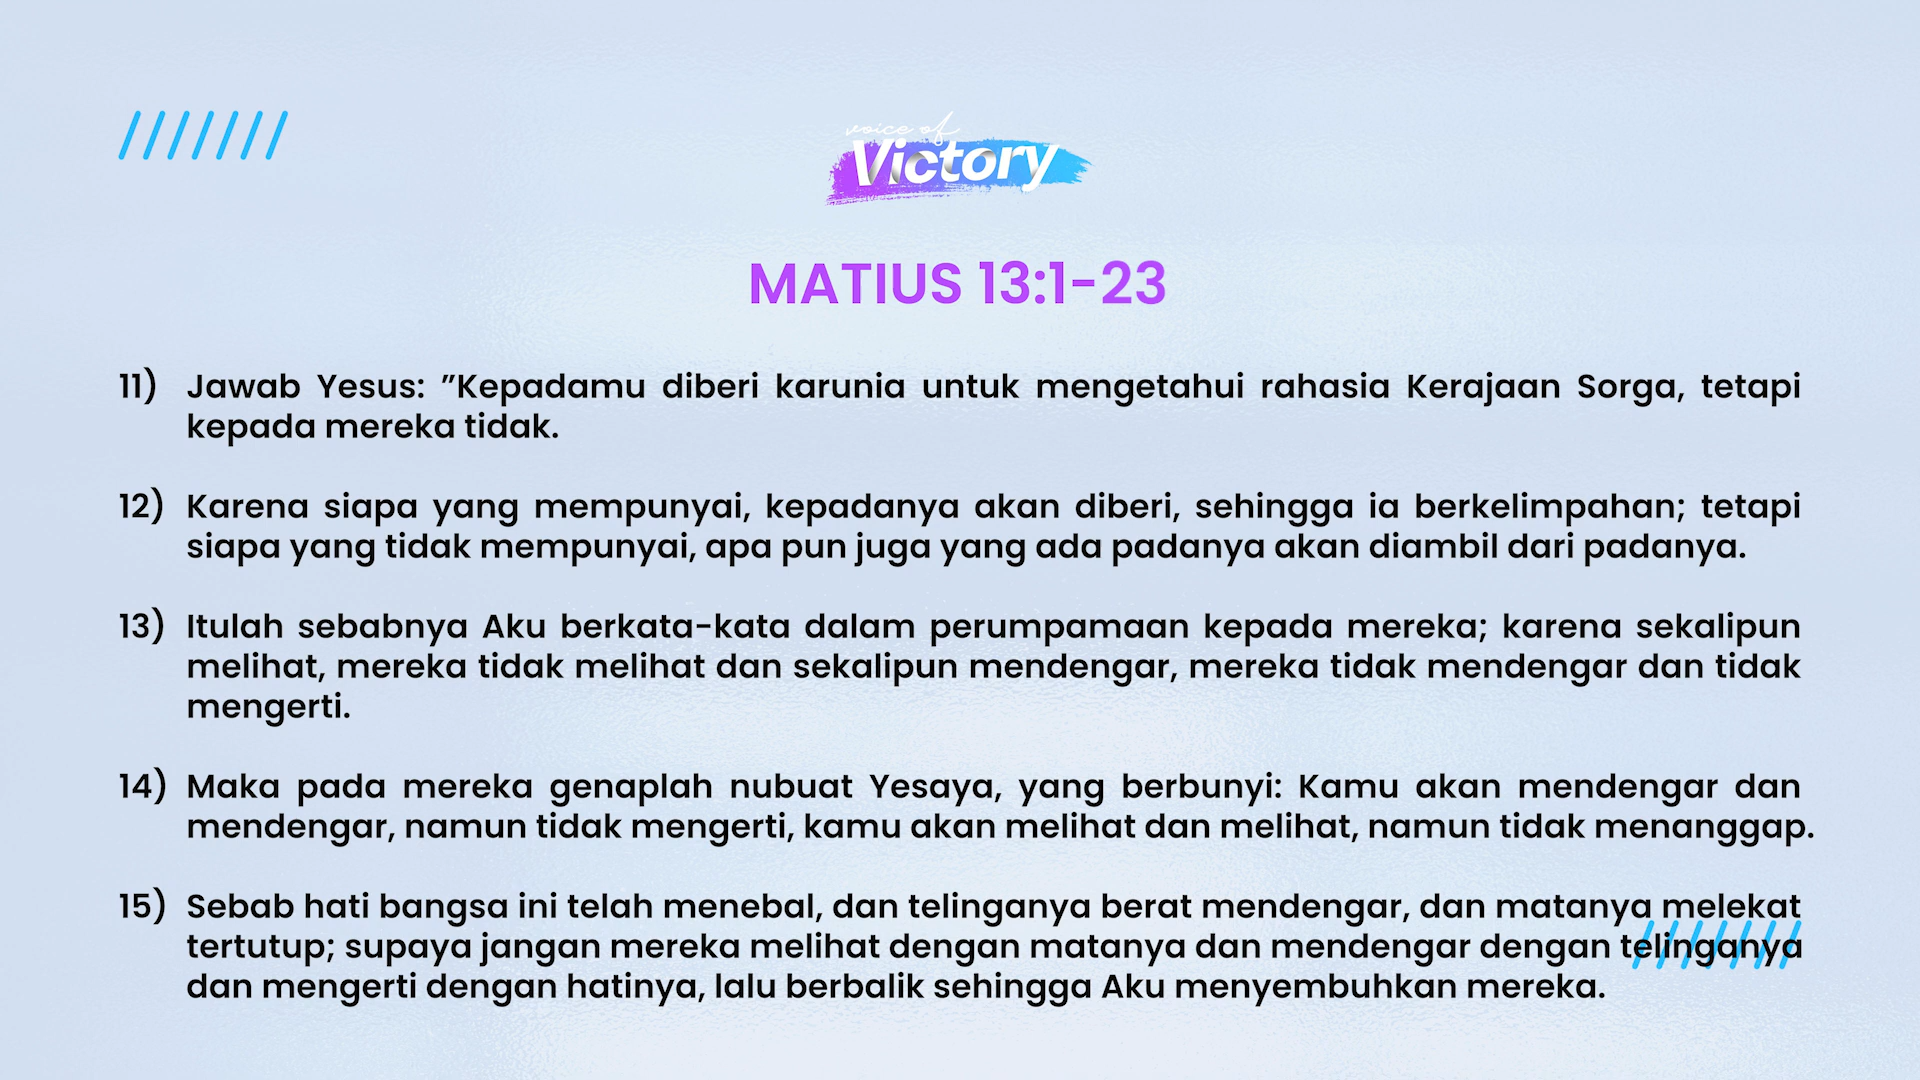 voice of
Victory
MATIUS 13:1-23
11) Jawab Yesus: ”Kepadamu diberi karunia untuk mengetahui rahasia Kerajaan Sorga, tetapi
kepada mereka tidak.
12) Karena siapa yang mempunyai, kepadanya akan diberi, sehingga ia berkelimpahan; tetapi
siapa yang tidak mempunyai, apa pun juga yang ada padanya akan diambil dari padanya.
13) Itulah sebabnya Aku berkata-kata dalam perumpamaan kepada mereka; karena sekalipun
melihat, mereka tidak melihat dan sekalipun mendengar, mereka tidak mendengar dan tidak
mengerti.
14) Maka pada mereka genaplah nubuat Yesaya, yang berbunyi: Kamu akan mendengar dan
mendengar, namun tidak mengerti, kamu akan melihat dan melihat, namun tidak menanggap.
15) Sebab hati bangsa ini telah menebal, dan telinganya berat mendengar, dan matanya melekat
tertutup; supaya jangan mereka melihat dengan matanya dan mendengar dengan telinganya
dan mengerti dengan hatinya, lalu berbalik sehingga Aku menyembuhkan mereka.